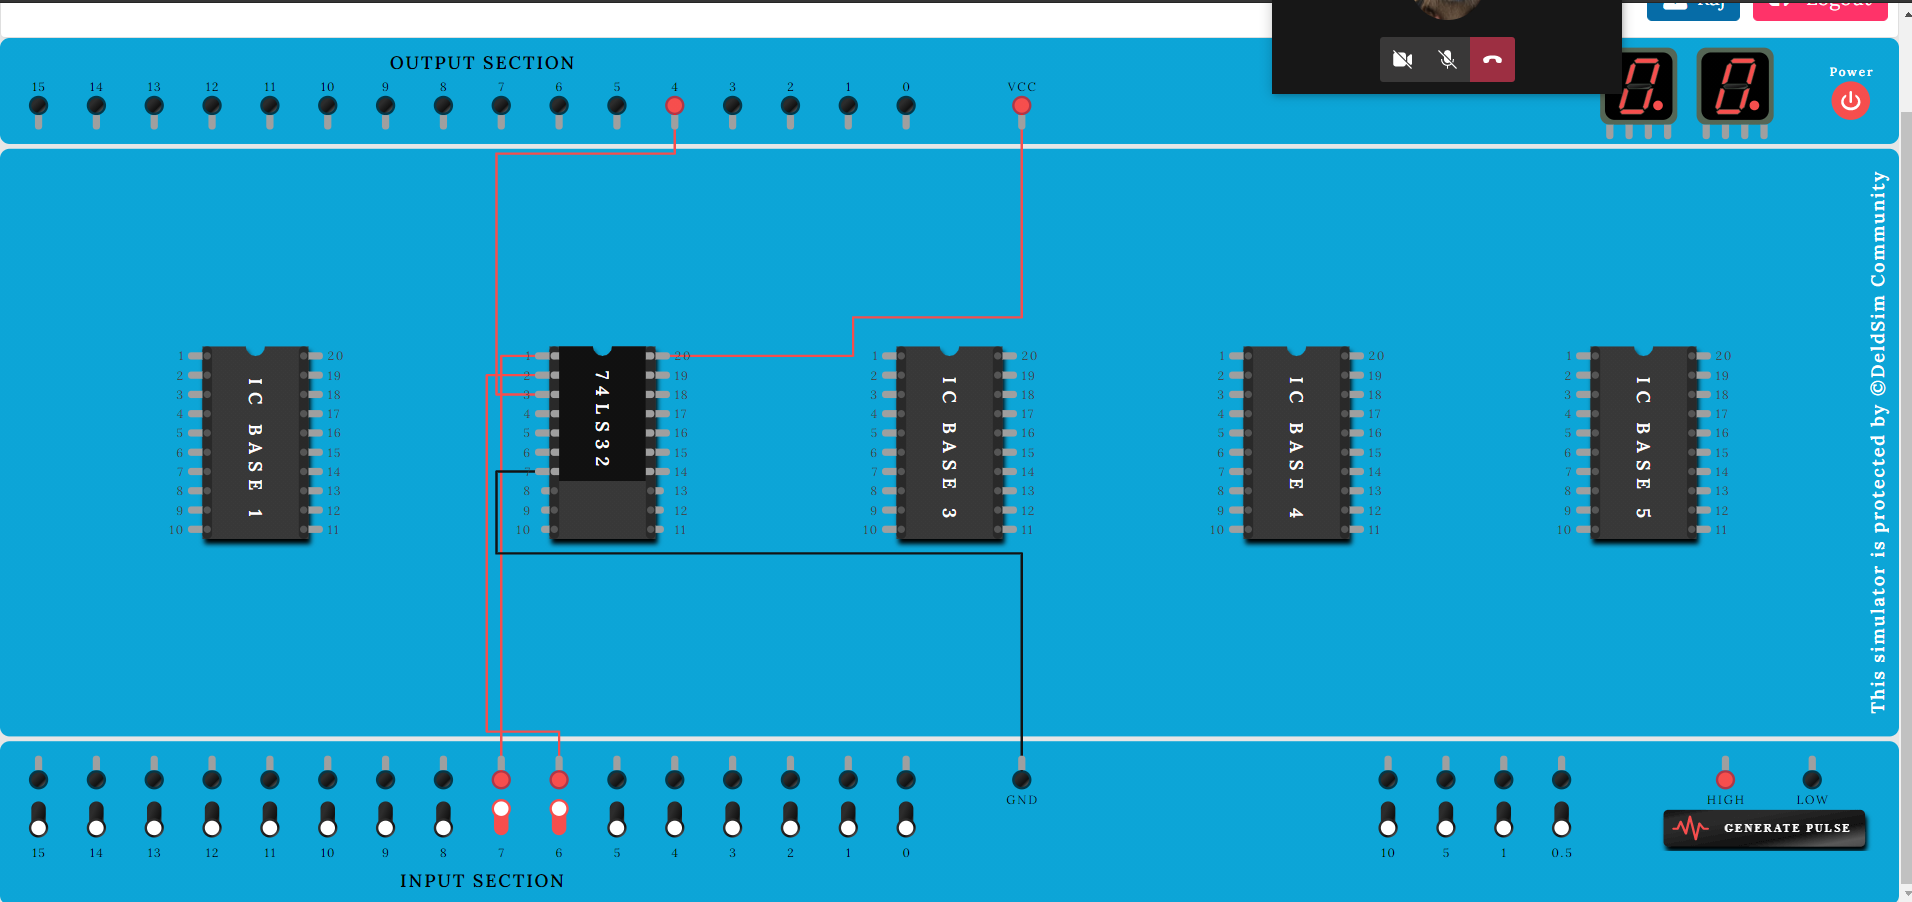 Raj
Logout
OUTPUT SECTION
15 14 13 12 11 10 9 8 7 6 5 4 3 2 1 0 VCC
Power
8. 8.
1 2 3 4 5 6 7 8 9 10
IC BASE 1
20 19 18 17 16 15 14 13 12 11
1 2 3 4 5 6 7 8 9 10
74LS32
20 19 18 17 16 15 14 13 12 11
1 2 3 4 5 6 7 8 9 10
IC BASE 3
20 19 18 17 16 15 14 13 12 11
1 2 3 4 5 6 7 8 9 10
IC BASE 4
20 19 18 17 16 15 14 13 12 11
1 2 3 4 5 6 7 8 9 10
IC BASE 5
20 19 18 17 16 15 14 13 12 11
This simulator is protected by ©DeldSim Community
GND
HIGH LOW
GENERATE PULSE
15 14 13 12 11 10 9 8 7 6 5 4 3 2 1 0 10 5 1 0.5
INPUT SECTION